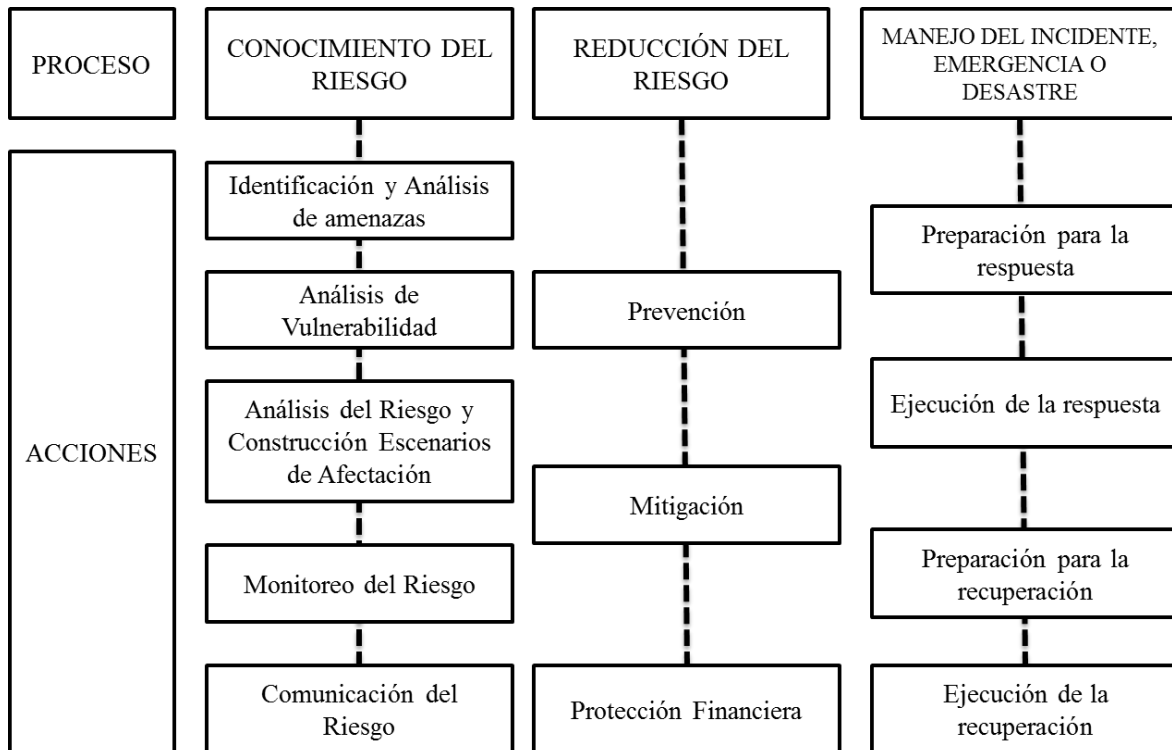 PROCESO
CONOCIMIENTO DEL
RIESGO
REDUCCIÓN DEL
RIESGO
MANEJO DEL INCIDENTE,
EMERGENCIA O
DESASTRE
ACCIONES
Identificación y Análisis
de amenazas
Análisis de
Vulnerabilidad
Análisis del Riesgo y
Construcción Escenarios
de Afectación
Monitoreo del Riesgo
Comunicación del
Riesgo
Prevención
Mitigación
Protección Financiera
Preparación para la
respuesta
Ejecución de la respuesta
Preparación para la
recuperación
Ejecución de la
recuperación